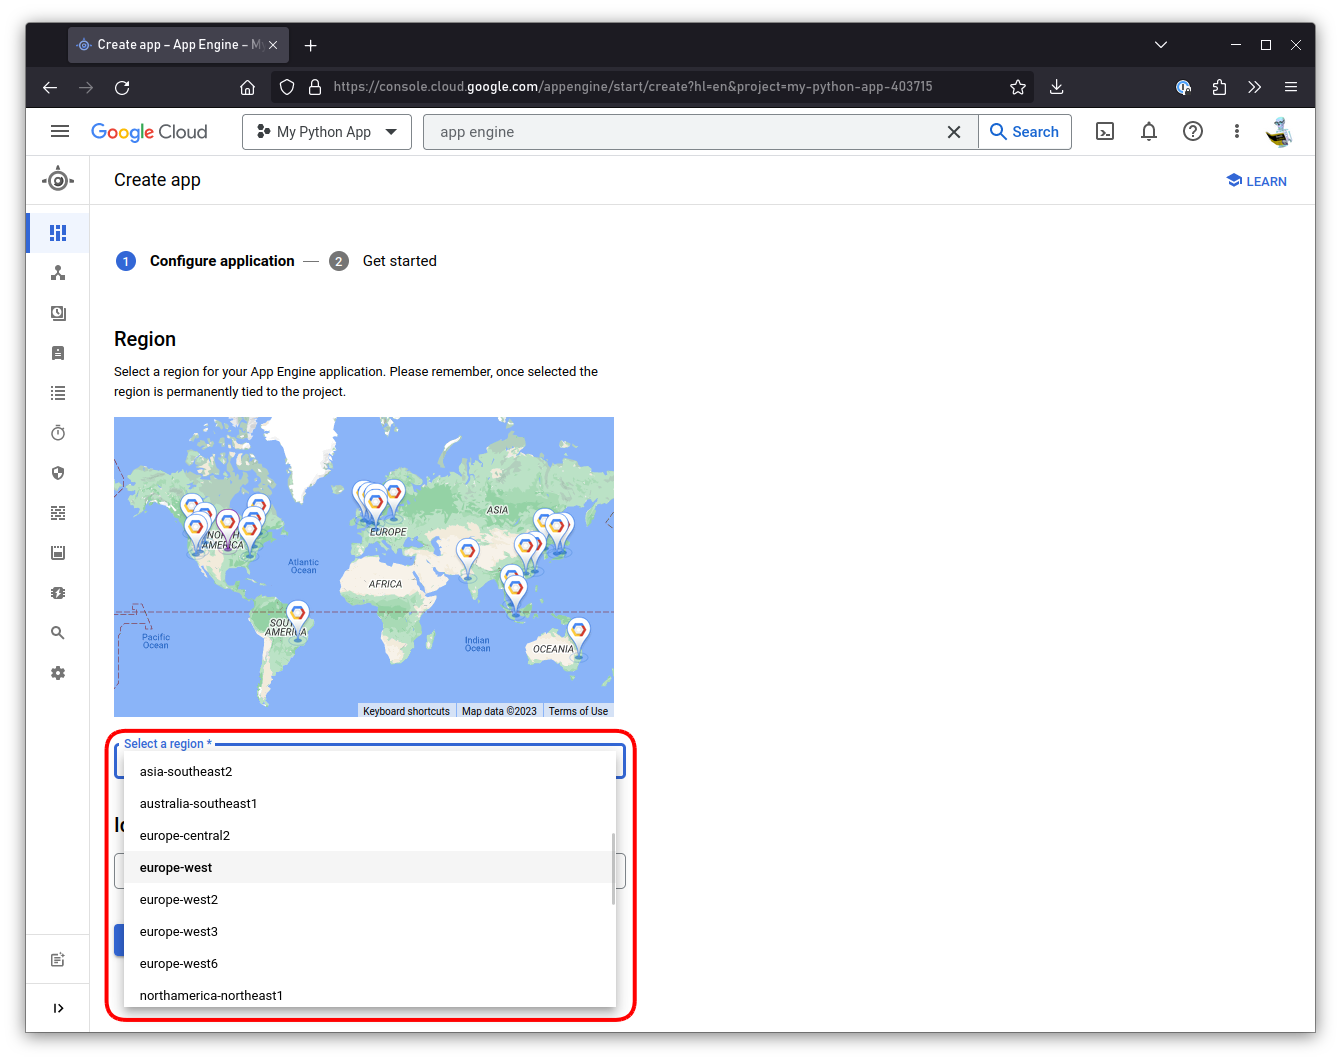 Create app – App Engine – M
https://console.cloud.google.com/appengine/start/create?hl=en&project=my-python-app-403715
Google Cloud
My Python App
app engine
Search
Create app
LEARN
1 Configure application — 2 Get started
Region
Select a region for your App Engine application. Please remember, once selected the
region is permanently tied to the project.
ASIA
EUROPE
NORTH
AMERICA
Atlantic
Ocean
AFRICA
SOUTH
AMERICA
Pacific
Ocean
Indian
Ocean
OCEANIA
Keyboard shortcuts
Map data ©2023
Terms of Use
Select a region *
asia-southeast2
australia-southeast1
europe-central2
europe-west
europe-west2
europe-west3
europe-west6
northamerica-northeast1